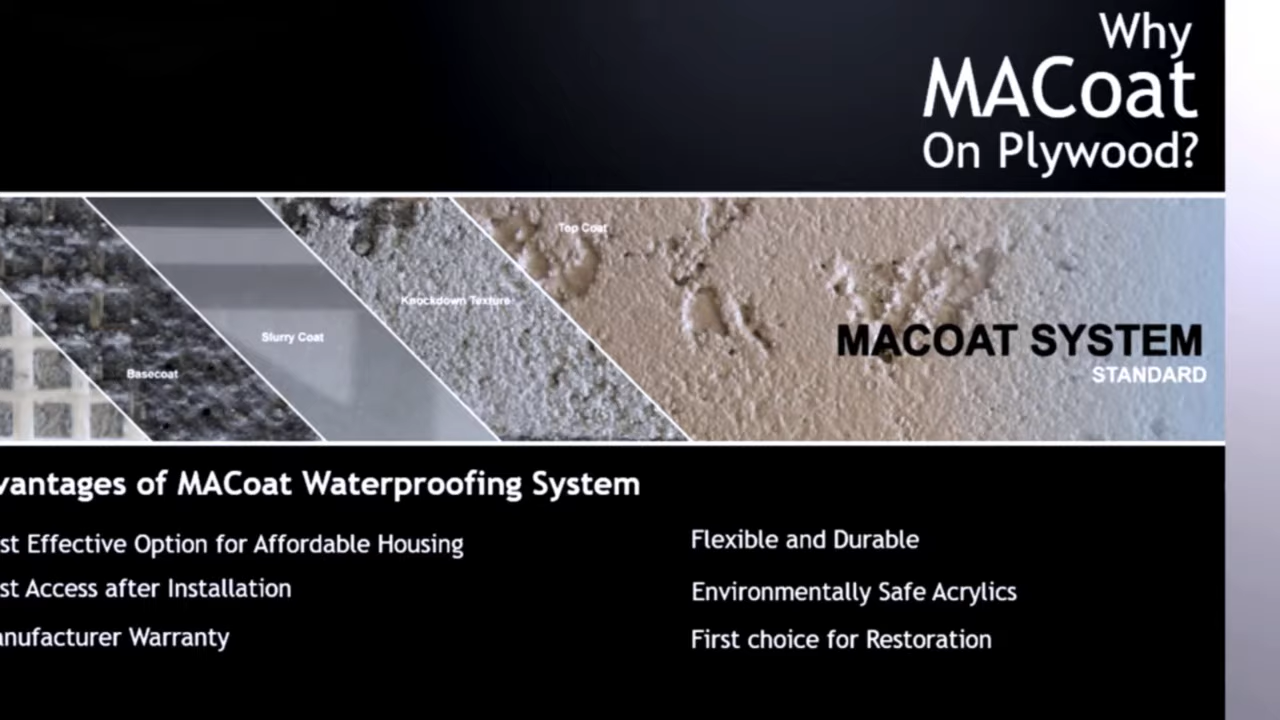 Why
MACoat
On Plywood?
Top Coat
Knockdown Texture
Slurry Coat
Basecoat
MACOAT SYSTEM
STANDARD
vantages of MACoat Waterproofing System
st Effective Option for Affordable Housing
st Access after Installation
anufacturer Warranty
Flexible and Durable
Environmentally Safe Acrylics
First choice for Restoration